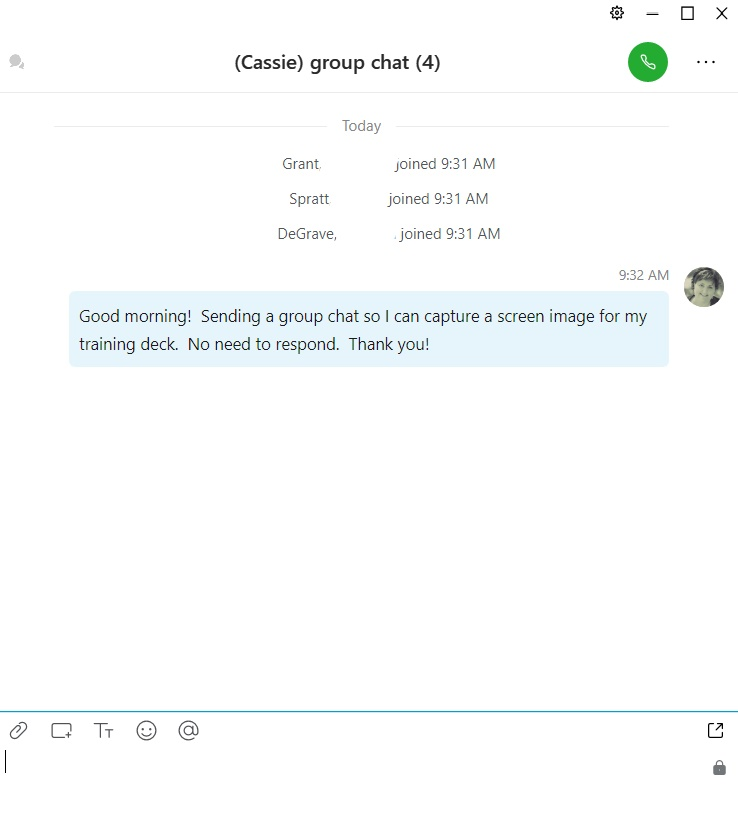 (Cassie) group chat (4)
Today
Grant, joined 9:31 AM
Spratt joined 9:31 AM
DeGrave, joined 9:31 AM
9:32 AM
Good morning!  Sending a group chat so I can capture a screen image for my
training deck.  No need to respond.  Thank you!